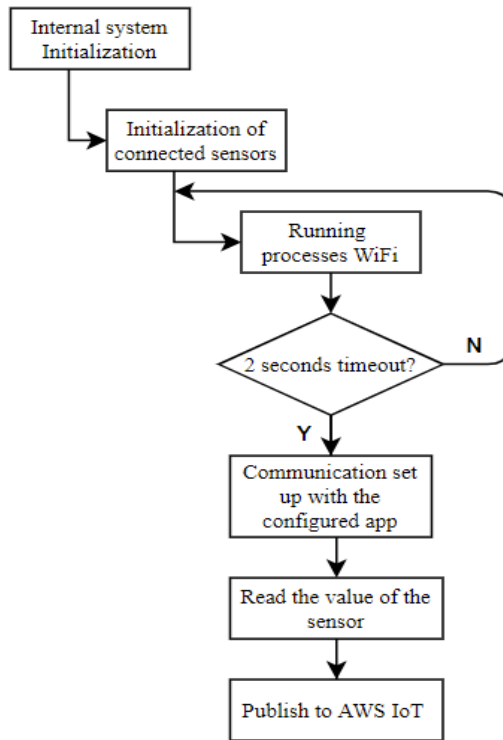 Internal system
Initialization
Initialization of
connected sensors
Running
processes WiFi
2 seconds timeout?
N
Y
Communication set
up with the
configured app
Read the value of the
sensor
Publish to AWS IoT